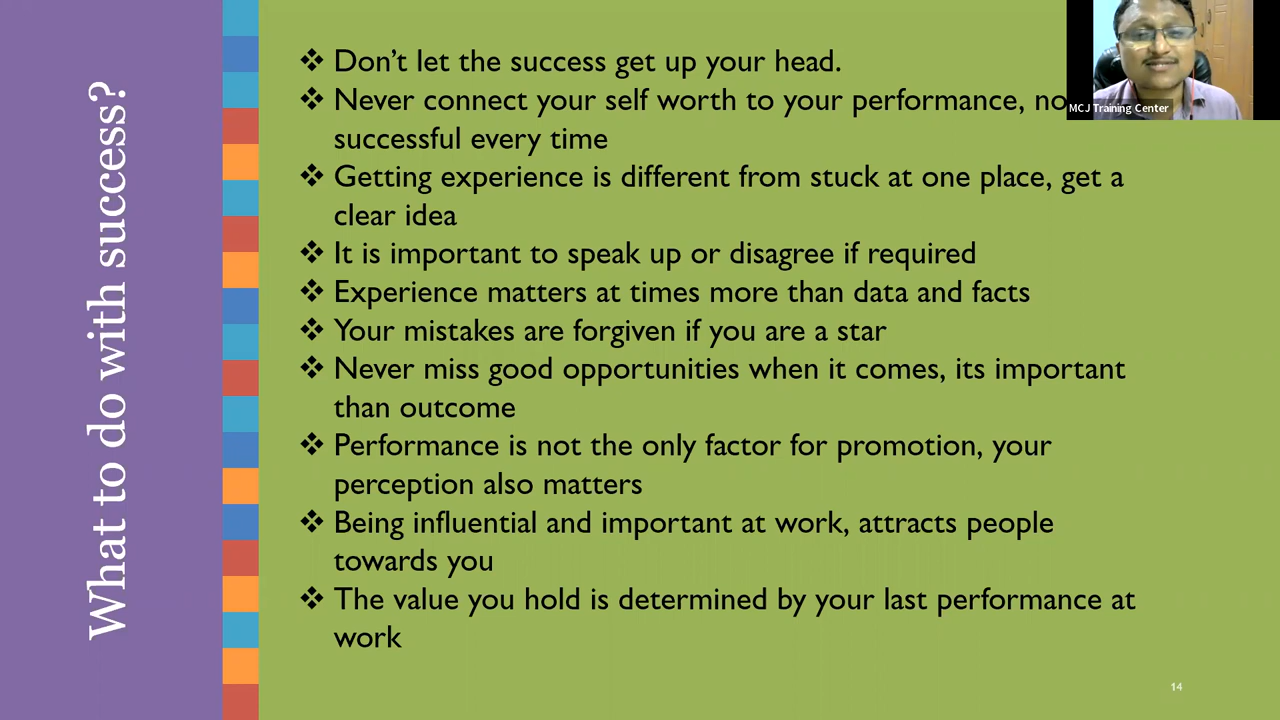 What to do with success?
❖ Don't let the success get up your head.
❖ Never connect your self worth to your performance, no
successful every time
❖ Getting experience is different from stuck at one place, get a
clear idea
❖ It is important to speak up or disagree if required
❖ Experience matters at times more than data and facts
❖ Your mistakes are forgiven if you are a star
❖ Never miss good opportunities when it comes, its important
than outcome
❖ Performance is not the only factor for promotion, your
perception also matters
❖ Being influential and important at work, attracts people
towards you
❖ The value you hold is determined by your last performance at
work
MCJ Training Center
14